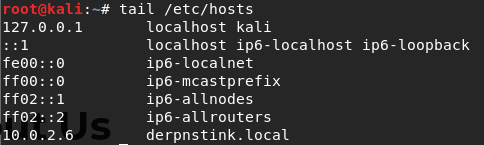 root@kali:~# tail /etc/hosts
127.0.0.1 localhost kali
::1 localhost ip6-localhost ip6-loopback
fe00::0 ip6-localnet
ff00::0 ip6-mcastprefix
ff02::1 ip6-allnodes
ff02::2 ip6-allrouters
10.0.2.6 derpnstink.local
Us